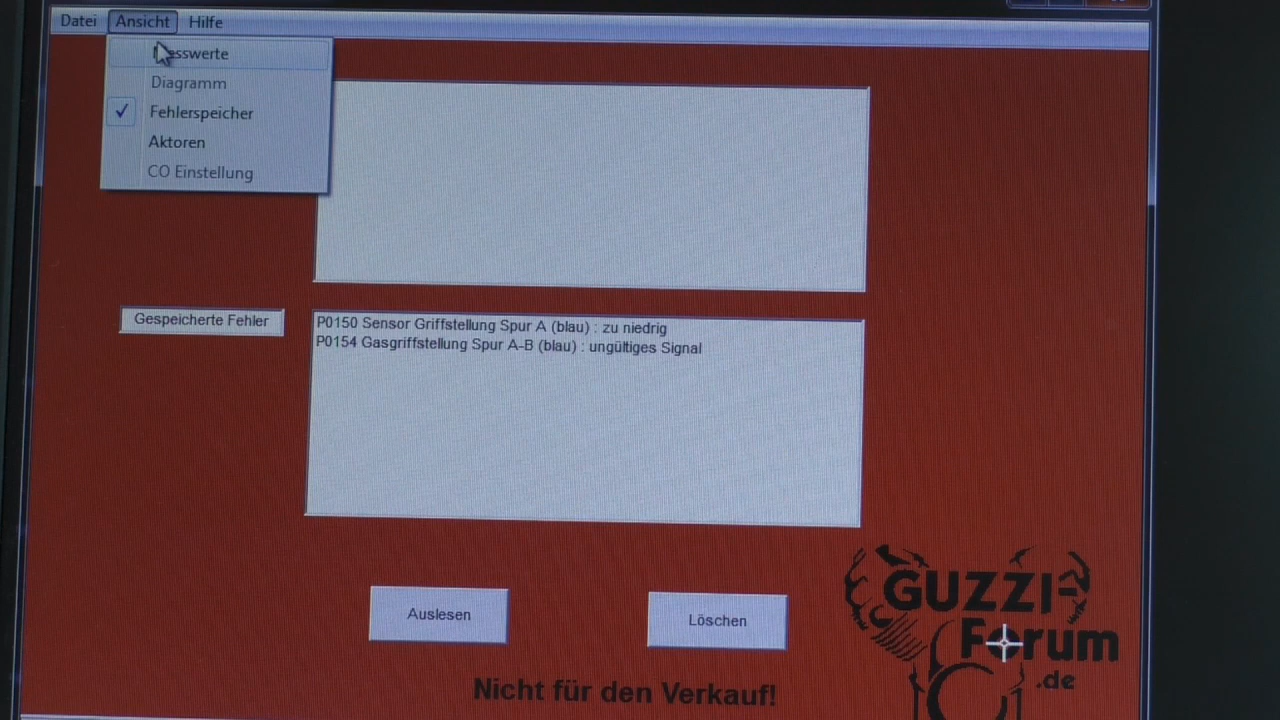 Datei Ansicht Hilfe
Diagramm
Fehlerspeicher
Aktoren
CO Einstellung
Gespeicherte Fehler
P0150 Sensor Griffstellung Spur A (blau) : zu niedrig
P0154 Gasgriffstellung Spur A-B (blau) : ungültiges Signal
Auslesen
Löschen
GUZZI
Forum
.de
Nicht für den Verkauf!